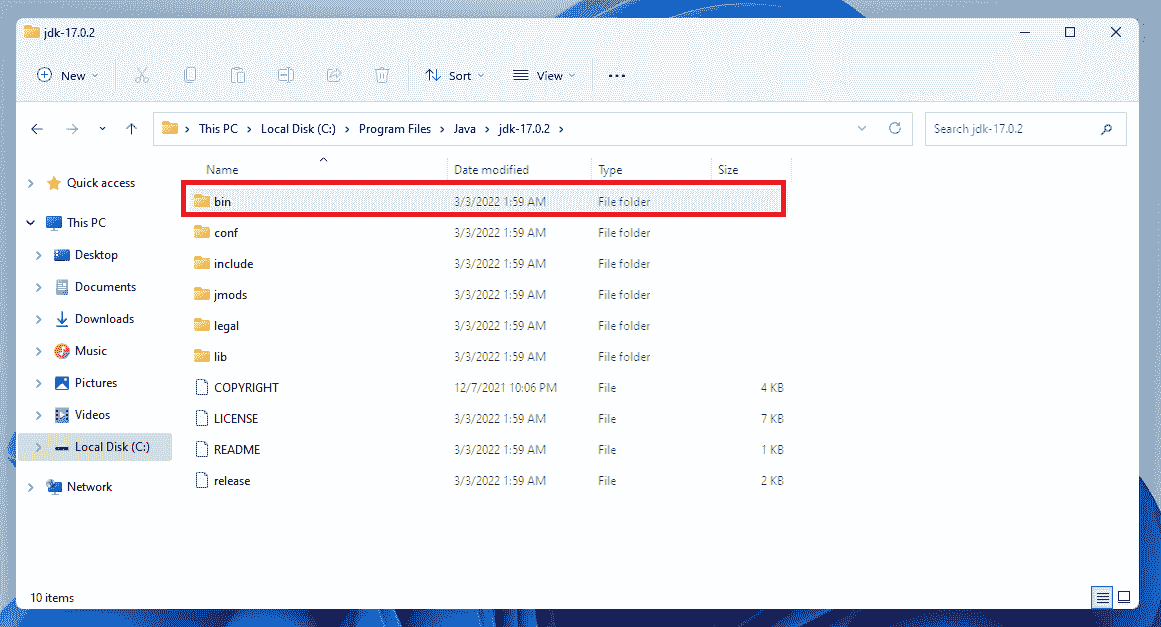 jdk-17.0.2
New Sort View
This PC Local Disk (C:) Program Files Java jdk-17.0.2 Search jdk-17.0.2
Name Date modified Type Size
Quick access
This PC
Desktop
Documents
Downloads
Music
Pictures
Videos
Local Disk (C:)
Network
bin 3/3/2022 1:59 AM File folder
conf 3/3/2022 1:59 AM File folder
include 3/3/2022 1:59 AM File folder
jmods 3/3/2022 1:59 AM File folder
legal 3/3/2022 1:59 AM File folder
lib 3/3/2022 1:59 AM File folder
COPYRIGHT 12/7/2021 10:06 PM File 4 KB
LICENSE 3/3/2022 1:59 AM File 7 KB
README 3/3/2022 1:59 AM File 1 KB
release 3/3/2022 1:59 AM File 2 KB
10 items